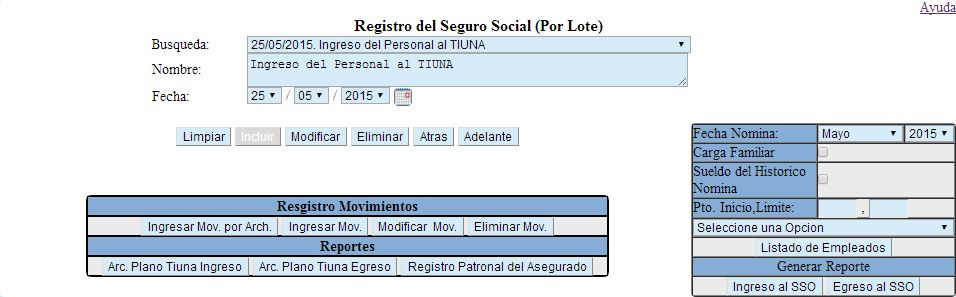 Ayuda
Registro del Seguro Social (Por Lote)
Busqueda: 25/05/2015. Ingreso del Personal al TIUNA
Nombre: Ingreso del Personal al TIUNA
Fecha: 25 / 05 / 2015
Limpiar Incluir Modificar Eliminar Atras Adelante
Resgistro Movimientos
Ingresar Mov. por Arch. Ingresar Mov. Modificar Mov. Eliminar Mov.
Reportes
Arc. Plano Tiuna Ingreso Arc. Plano Tiuna Egreso Registro Patronal del Asegurado
Fecha Nomina: Mayo 2015
Carga Familiar
Sueldo del Historico
Nomina
Pto. Inicio,Limite: ,
Seleccione una Opcion
Listado de Empleados
Generar Reporte
Ingreso al SSO Egreso al SSO